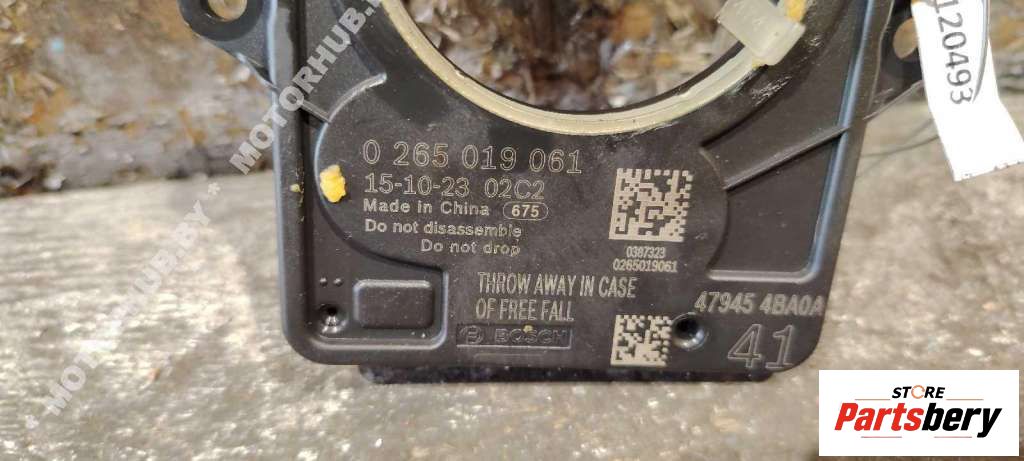 120493
0 265 019 061
15-10-23 02C2
Made in China 675
Do not disassemble
Do not drop
0387323
0265019061
THROW AWAY IN CASE
OF FREE FALL
BOSCH
47945 4BA0A
41
* MOTORHUB.BY * MOTORHUB.
STORE
Partsbery